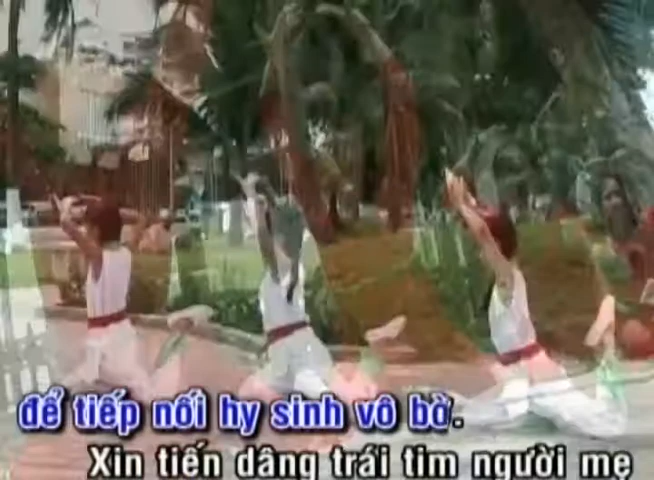 để tiếp nối hy sinh vô bờ.
Xin tiến dâng trái tim người mẹ